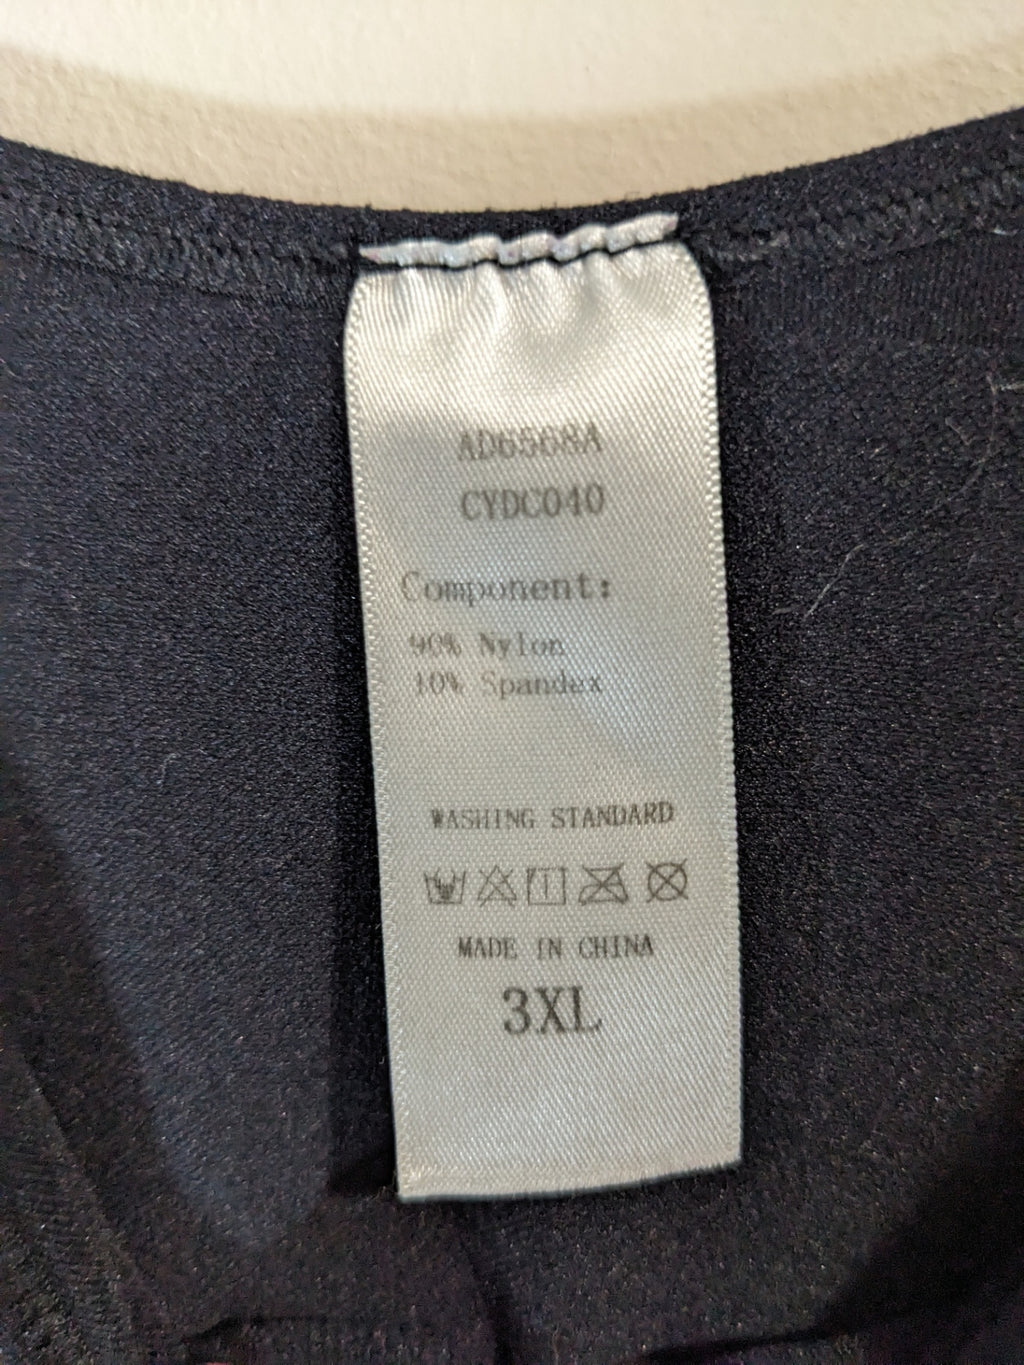 AD6568A
CYDC040
Component:
90% Nylon
10% Spandex
WASHING STANDARD
MADE IN CHINA
3XL